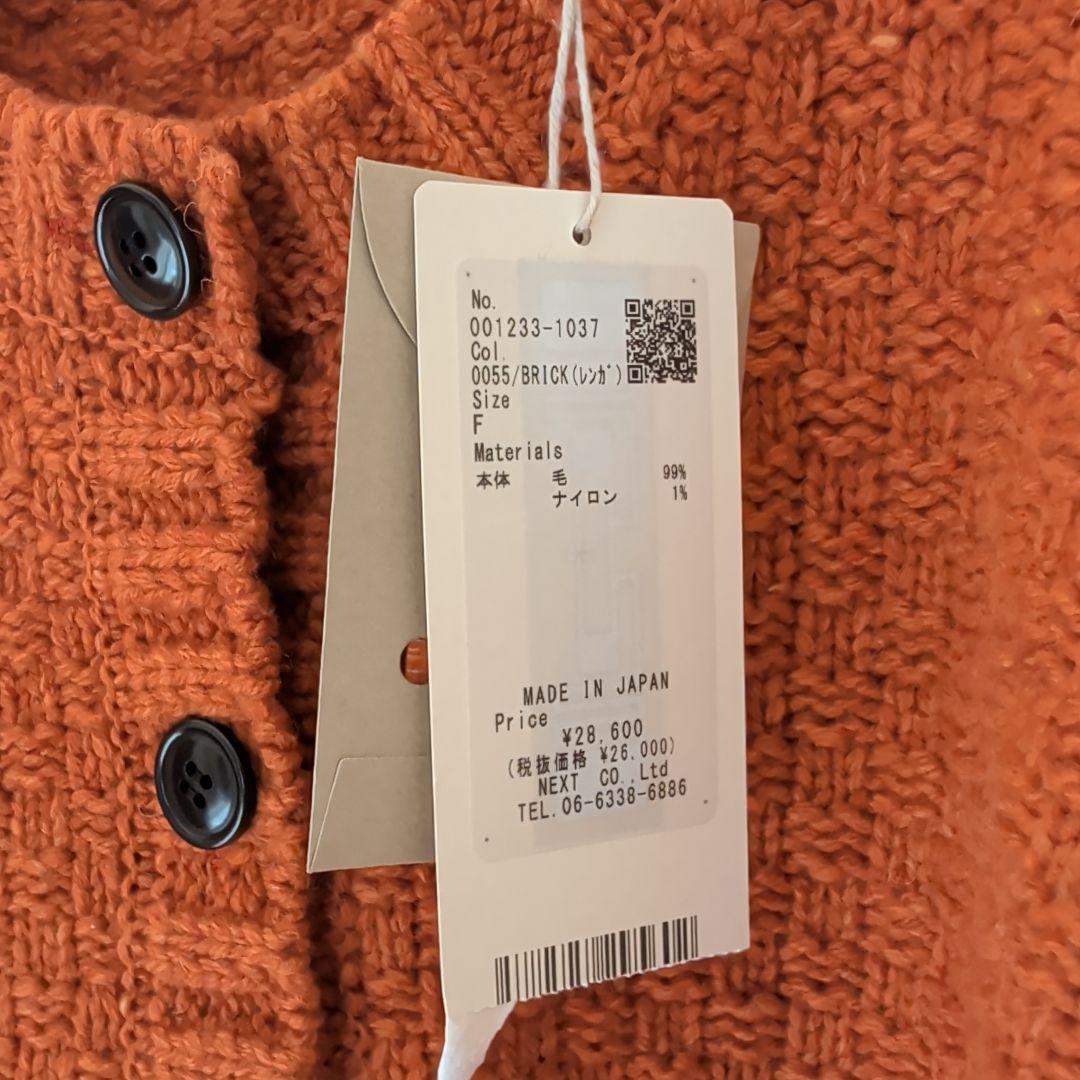 No.
001233-1037
Col.
0055/BRICK(ﾚﾝｶﾞ)
Size
F
Materials
本体 毛 99%
ナイロン 1%
MADE IN JAPAN
Price
¥28,600
(税抜価格 ¥26,000)
NEXT CO.,Ltd
TEL.06-6338-6886